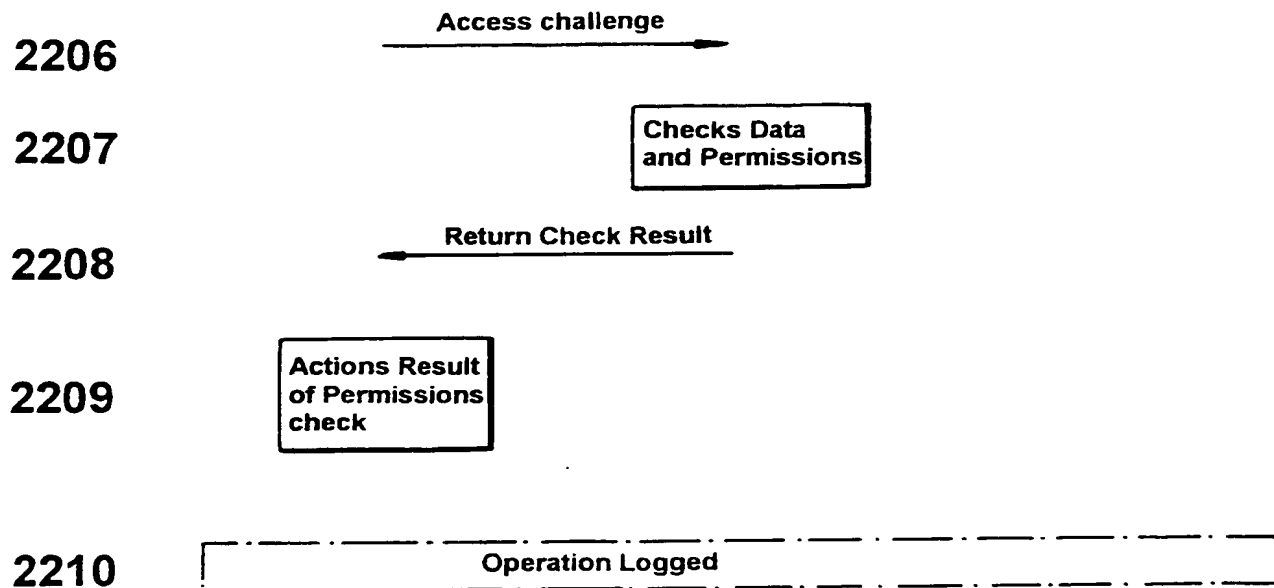 Access challenge
2206
2207
Checks Data
and Permissions
Return Check Result
2208
Actions Result
of Permissions
check
2209
Operation Logged
2210